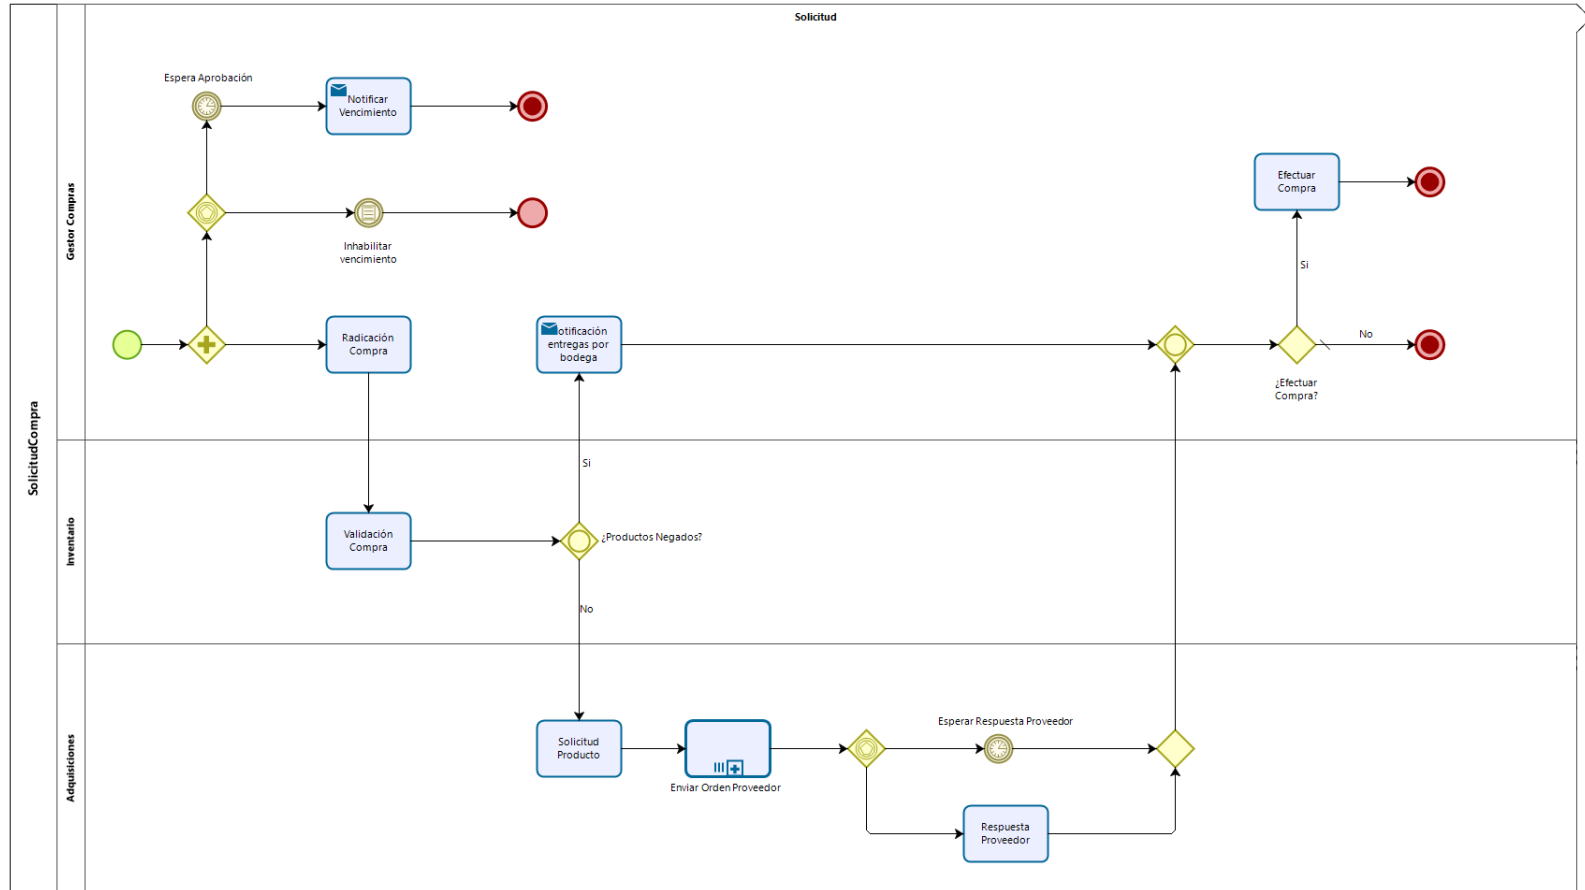 Solicitud
SolicitudCompra
Gestor Compras
Espera Aprobación
Notificar
Vencimiento
Inhabilitar
vencimiento
Radicación
Compra
otificación
entregas por
bodega
Efectuar
Compra
Si
No
¿Efectuar
Compra?
Inventario
Si
Validación
Compra
¿Productos Negados?
No
Adquisiciones
Solicitud
Producto
Enviar Orden Proveedor
Esperar Respuesta Proveedor
Respuesta
Proveedor